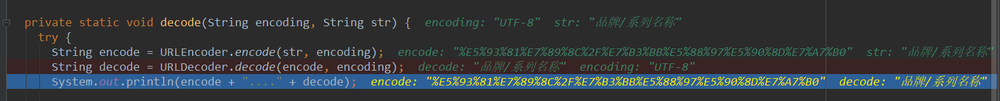 private static void decode(String encoding, String str) {  encoding: "UTF-8"  str: "品牌/系列名称"
try {
String encode = URLEncoder.encode(str, encoding);  encode: "%E5%93%81%E7%89%8C%2F%E7%B3%BB%E5%88%97%E5%90%8D%E7%A7%B0"  str: "品牌/系列名称"
String decode = URLDecoder.decode(encode, encoding);  decode: "品牌/系列名称"  encoding: "UTF-8"
System.out.println(encode + "...." + decode);  encode: "%E5%93%81%E7%89%8C%2F%E7%B3%BB%E5%88%97%E5%90%8D%E7%A7%B0"  decode: "品牌/系列名称"